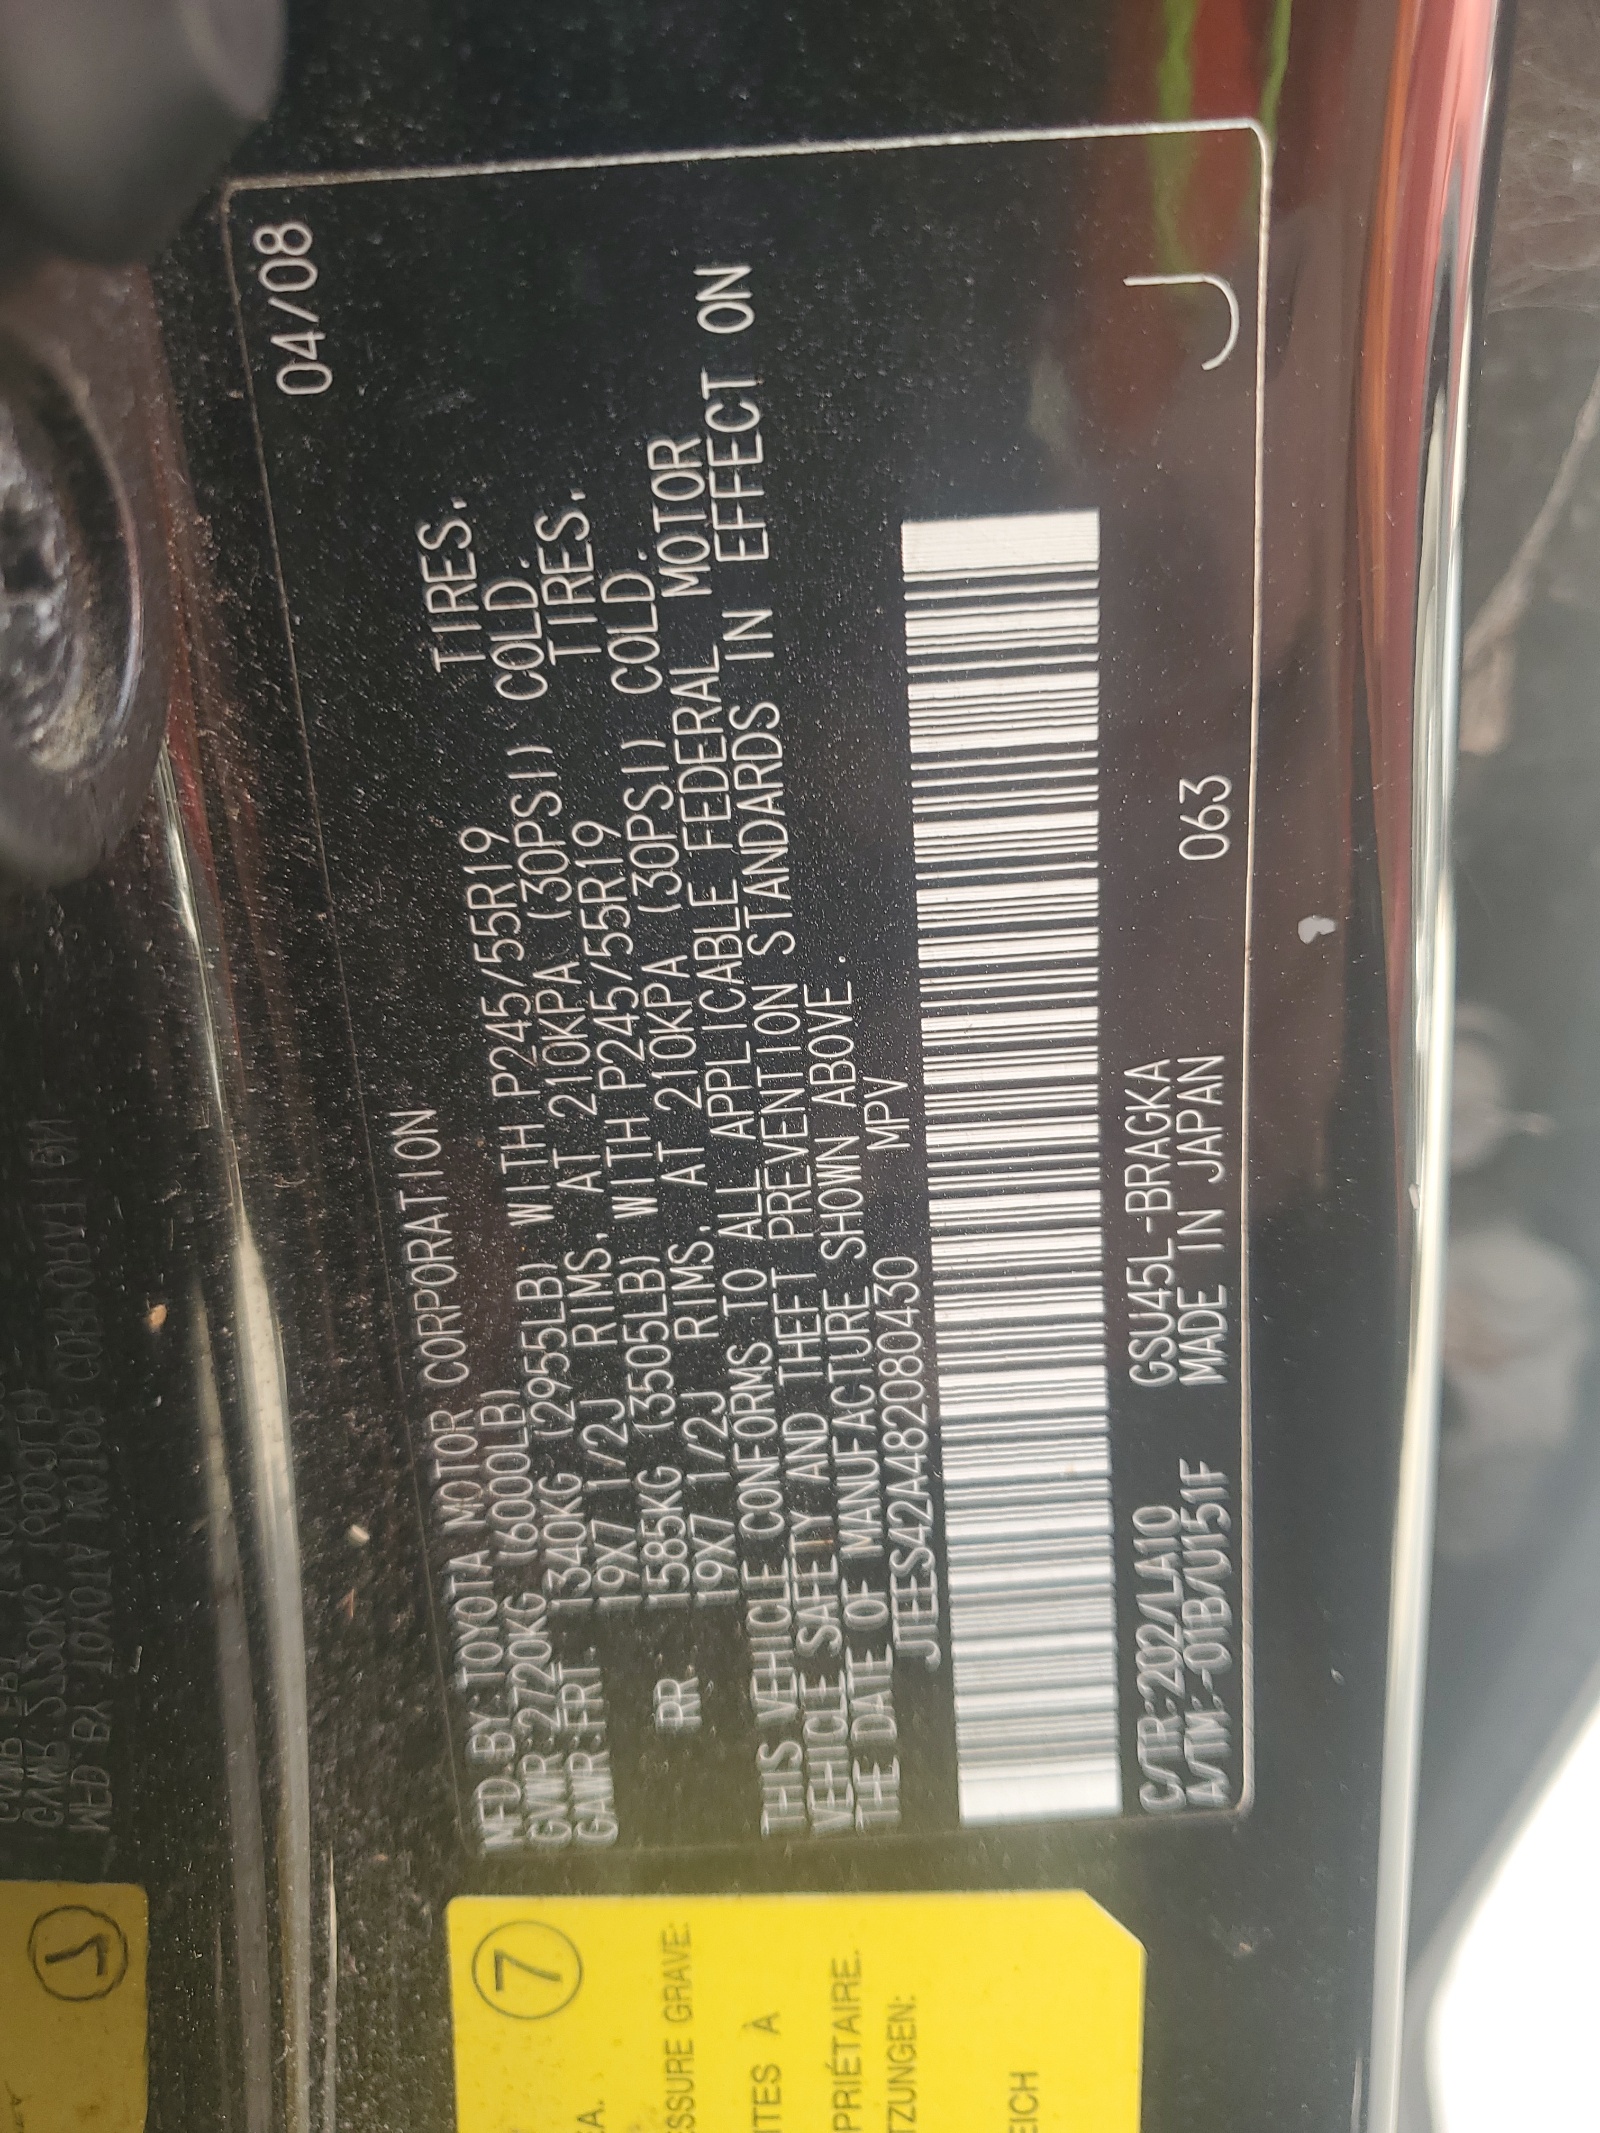 04/08
MFD.BY:TOYOTA MOTOR CORPORATION
GVWR:2720KG (6000LB)
GAWR:FRT. 1340KG (2955LB) WITH P245/55R19 TIRES,
19X7 1/2J RIMS, AT 210KPA (30PSI) COLD.
RR. 1585KG (3505LB) WITH P245/55R19 TIRES,
19X7 1/2J RIMS, AT 210KPA (30PSI) COLD.
THIS VEHICLE CONFORMS TO ALL APPLICABLE FEDERAL MOTOR
VEHICLE SAFETY AND THEFT PREVENTION STANDARDS IN EFFECT ON
THE DATE OF MANUFACTURE SHOWN ABOVE.
JTEES42A482080430 MPV
C/TR:202/LA10 GSU45L-BRAGKA
A/TM:-01B/U151F MADE IN JAPAN 063 J
7
ESSURE GRAVE:
ITES À
PRIÉTAIRE.
TZUNGEN:
EICH